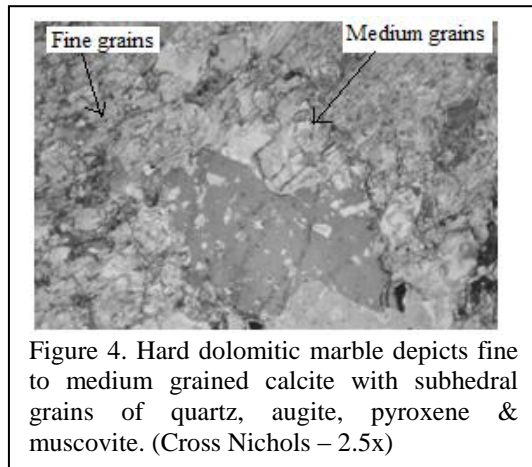 Fine grains
Medium grains
Figure 4. Hard dolomitic marble depicts fine
to medium grained calcite with subhedral
grains of quartz, augite, pyroxene &
muscovite. (Cross Nichols – 2.5x)